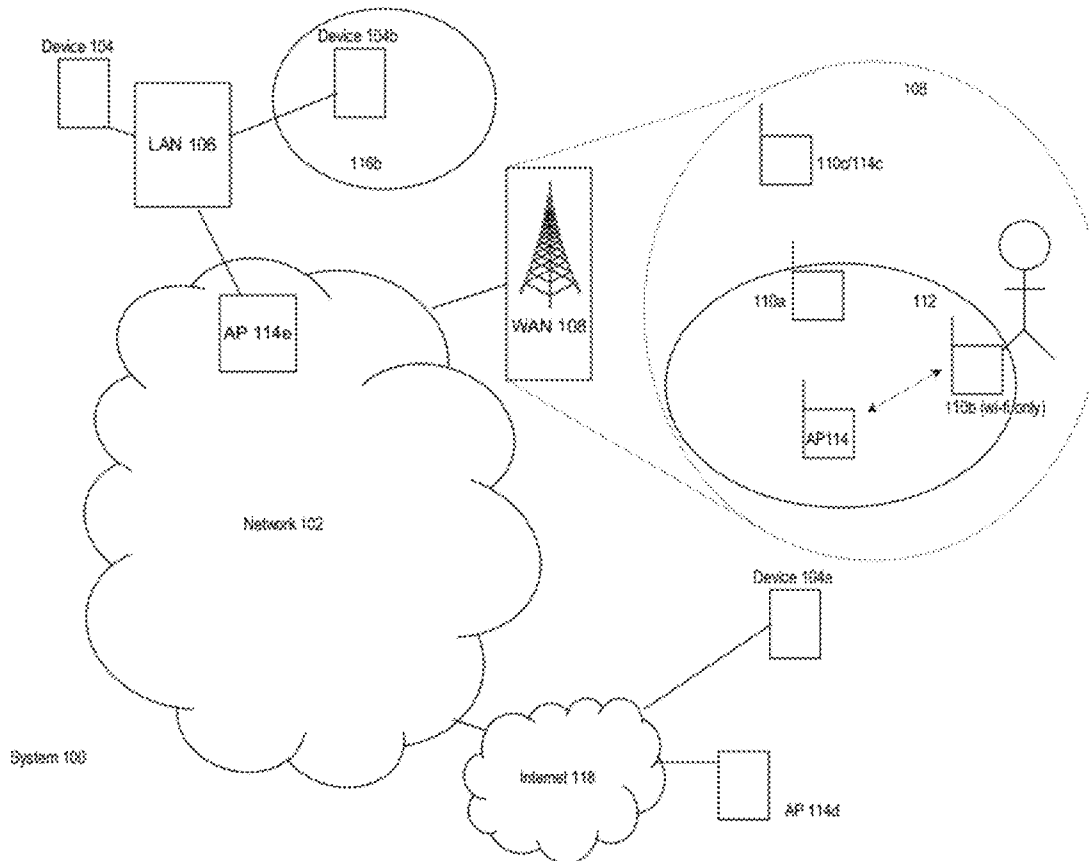 Device 104
Device 104b
LAN 106
116b
108
110c/114c
WAN 108
110a
112
AP 114e
110b (wi-fi only)
AP114
Network 102
Device 104a
System 100
Internet 118
AP 114d